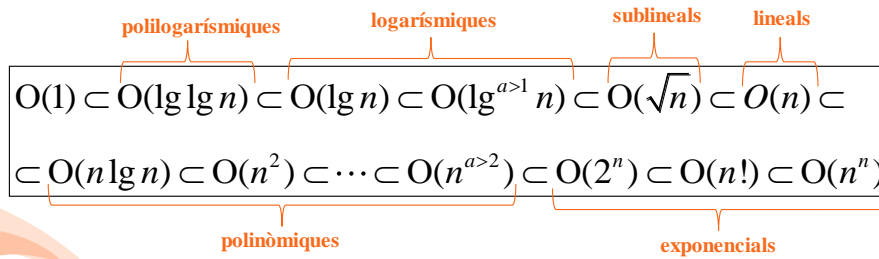 polilogarísmiques logarísmiques sublineals lineals
O(1) ⊂ O(lg lg n) ⊂ O(lg n) ⊂ O(lg^{a>1} n) ⊂ O(√n) ⊂ O(n) ⊂
⊂ O(n lg n) ⊂ O(n²) ⊂ ⋯ ⊂ O(n^{a>2}) ⊂ O(2ⁿ) ⊂ O(n!) ⊂ O(nⁿ)
polinòmiques exponencials